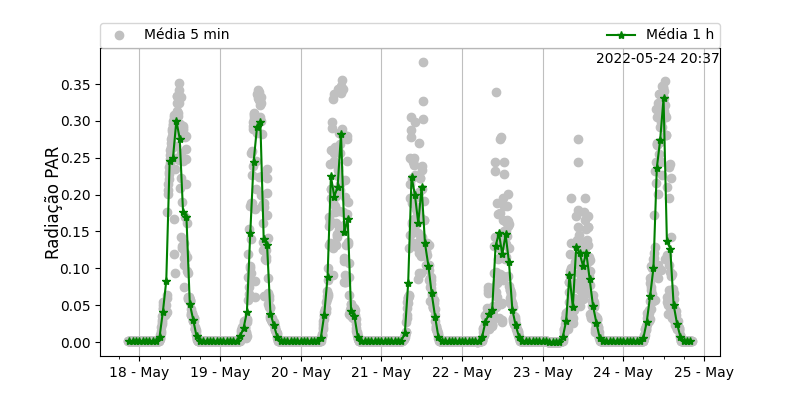 Média 5 min
Média 1 h
2022-05-24 20:37
Radiação PAR
0.35
0.30
0.25
0.20
0.15
0.10
0.05
0.00
18 - May
19 - May
20 - May
21 - May
22 - May
23 - May
24 - May
25 - May